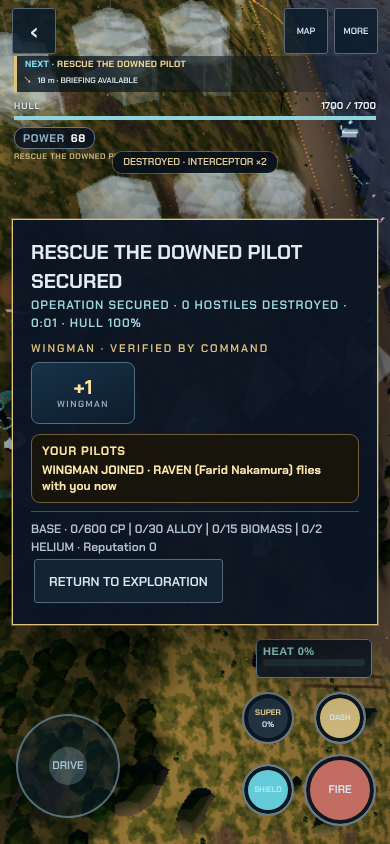 ‹
MAP
MORE
NEXT · RESCUE THE DOWNED PILOT
↘ 18 m · BRIEFING AVAILABLE
HULL
1700 / 1700
POWER 68
RESCUE THE DOWNED
DESTROYED · INTERCEPTOR ×2
RESCUE THE DOWNED PILOT
SECURED
OPERATION SECURED · 0 HOSTILES DESTROYED ·
0:01 · HULL 100%
WINGMAN · VERIFIED BY COMMAND
+1
WINGMAN
YOUR PILOTS
WINGMAN JOINED · RAVEN (Farid Nakamura) flies
with you now
BASE · 0/600 CP | 0/30 ALLOY | 0/15 BIOMASS | 0/2
HELIUM · Reputation 0
RETURN TO EXPLORATION
HEAT 0%
SUPER
0%
DASH
DRIVE
SHIELD
FIRE